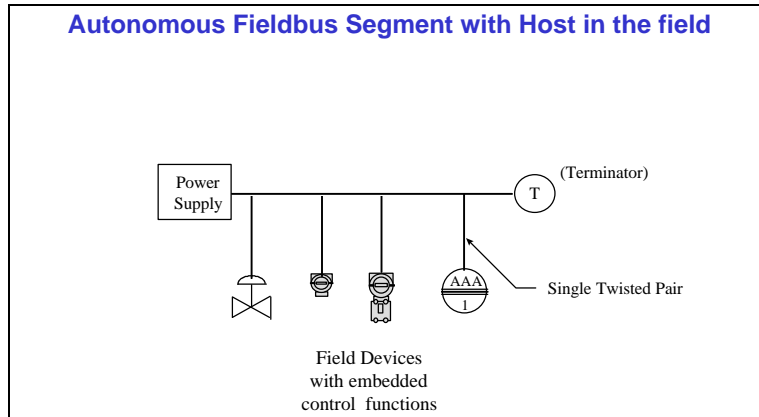 Autonomous Fieldbus Segment with Host in the field
Power
Supply
T
(Terminator)
AAA
1
Single Twisted Pair
Field Devices
with embedded
control functions